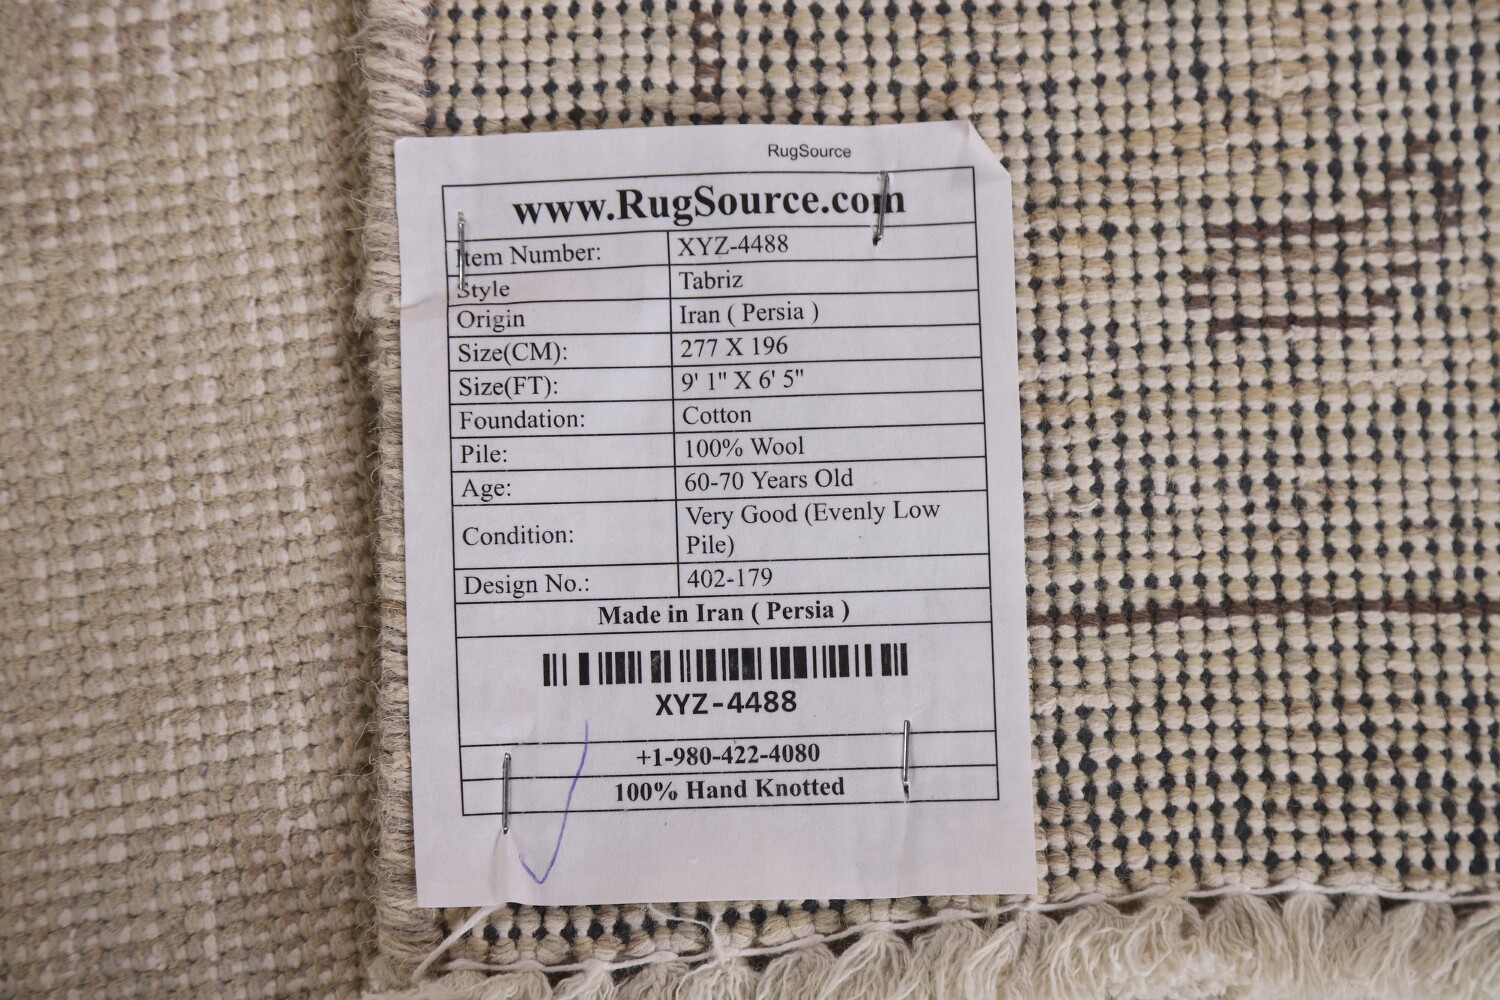 RugSource
www.RugSource.com
Item Number: XYZ-4488
Style Tabriz
Origin Iran ( Persia )
Size(CM): 277 X 196
Size(FT): 9' 1" X 6' 5"
Foundation: Cotton
Pile: 100% Wool
Age: 60-70 Years Old
Condition: Very Good (Evenly Low
Pile)
Design No.: 402-179
Made in Iran ( Persia )
XYZ-4488
+1-980-422-4080
100% Hand Knotted